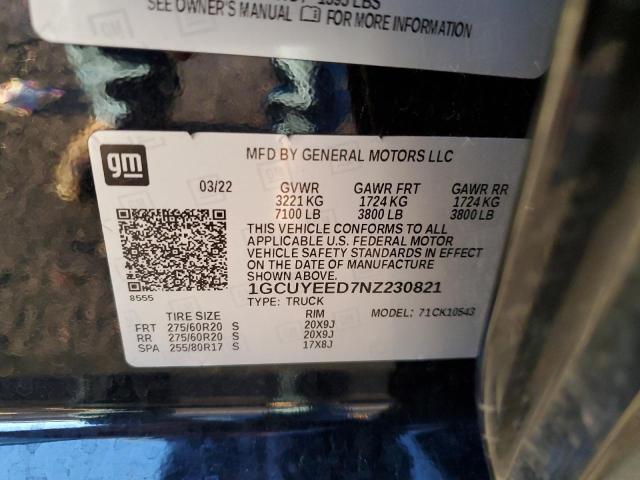 1395 LBS
SEE OWNER'S MANUAL FOR MORE INFORMATION
gm
MFD BY GENERAL MOTORS LLC
03/22 GVWR GAWR FRT GAWR RR
3221 KG 1724 KG 1724 KG
7100 LB 3800 LB 3800 LB
THIS VEHICLE CONFORMS TO ALL
APPLICABLE U.S. FEDERAL MOTOR
VEHICLE SAFETY STANDARDS IN EFFECT
ON THE DATE OF MANUFACTURE
SHOWN ABOVE.
8555
1GCUYEED7NZ230821
TYPE: TRUCK MODEL: 71CK10543
TIRE SIZE RIM
FRT 275/60R20 S 20X9J
RR 275/60R20 S 20X9J
SPA 255/80R17 S 17X8J